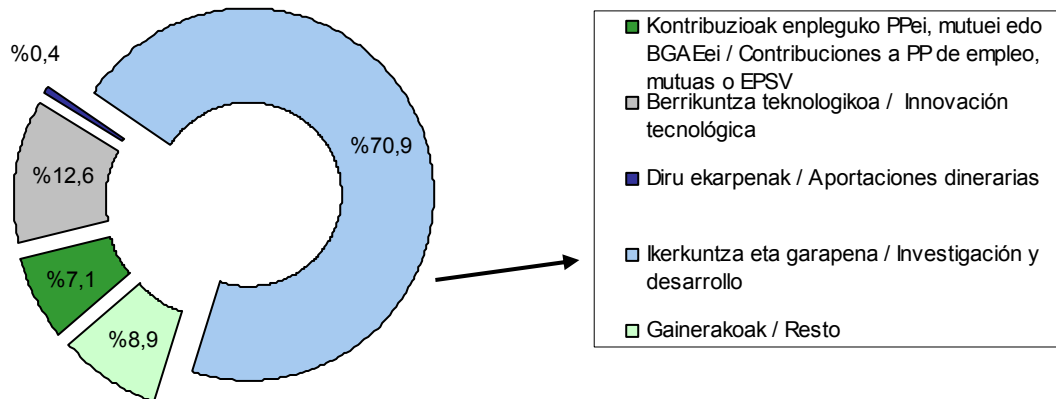 %0,4
%70,9
%12,6
%7,1
%8,9
Kontribuzioak enpleguko PPei, mutuei edo
BGAEei / Contribuciones a PP de empleo,
mutuas o EPSV
Berrikuntza teknologikoa / Innovación
tecnológica
Diru ekarpenak / Aportaciones dinerarias
Ikerkuntza eta garapena / Investigación y
desarrollo
Gainerakoak / Resto